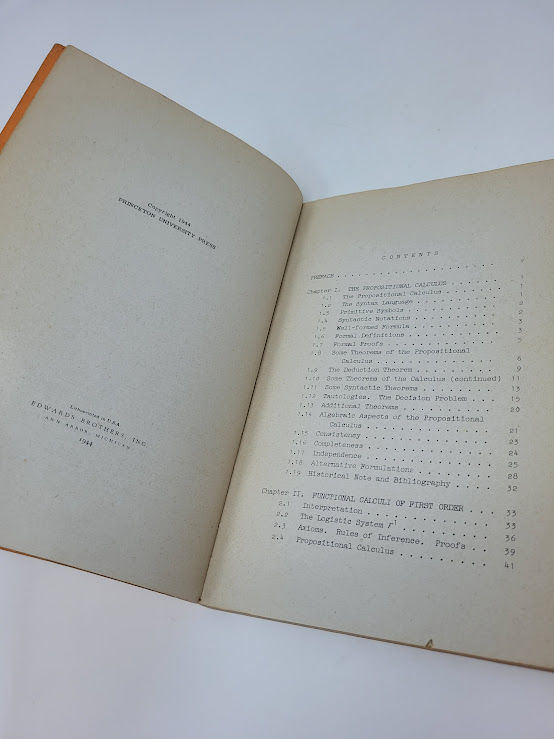 Copyright 1944
PRINCETON UNIVERSITY PRESS
Lithoprinted in U.S.A.
EDWARDS BROTHERS, INC.
ANN ARBOR, MICHIGAN
1944
CONTENTS
PREFACE . . . . . . . . . . . . . . . . . . . . v
Chapter I. THE PROPOSITIONAL CALCULUS . . . . . . . 1
1.1 The Propositional Calculus . . . . . . . . . 1
1.2 The Syntax Language . . . . . . . . . . . . 2
1.3 Primitive Symbols . . . . . . . . . . . . . 2
1.4 Syntactic Notations . . . . . . . . . . . . 2
1.5 Well-formed Formula . . . . . . . . . . . . 3
1.6 Formal Definitions . . . . . . . . . . . . . 3
1.7 Formal Proofs . . . . . . . . . . . . . . . 5
1.8 Some Theorems of the Propositional
Calculus . . . . . . . . . . . . . . . . 6
1.9 The Deduction Theorem . . . . . . . . . . . 9
1.10 Some Theorems of the Calculus (continued) 11
1.11 Some Syntactic Theorems . . . . . . . . . . 13
1.12 Tautologies. The Decision Problem . . . . 15
1.13 Additional Theorems . . . . . . . . . . . . 20
1.14 Algebraic Aspects of the Propositional
Calculus . . . . . . . . . . . . . . . . 21
1.15 Consistency . . . . . . . . . . . . . . . . 23
1.16 Completeness . . . . . . . . . . . . . . . 24
1.17 Independence . . . . . . . . . . . . . . . 25
1.18 Alternative Formulations . . . . . . . . . 28
1.19 Historical Note and Bibliography . . . . . 32
Chapter II. FUNCTIONAL CALCULI OF FIRST ORDER . . . 33
2.1 Interpretation . . . . . . . . . . . . . . . 33
2.2 The Logistic System F¹ . . . . . . . . . . . 36
2.3 Axioms. Rules of Inference. Proofs . . . 39
2.4 Propositional Calculus . . . . . . . . . . . 41